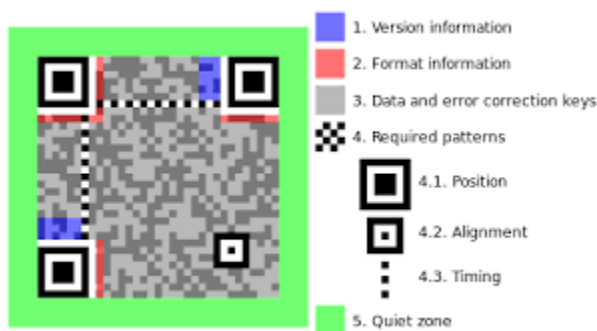 1. Version information
2. Format information
3. Data and error correction keys
4. Required patterns
4.1. Position
4.2. Alignment
4.3. Timing
5. Quiet zone